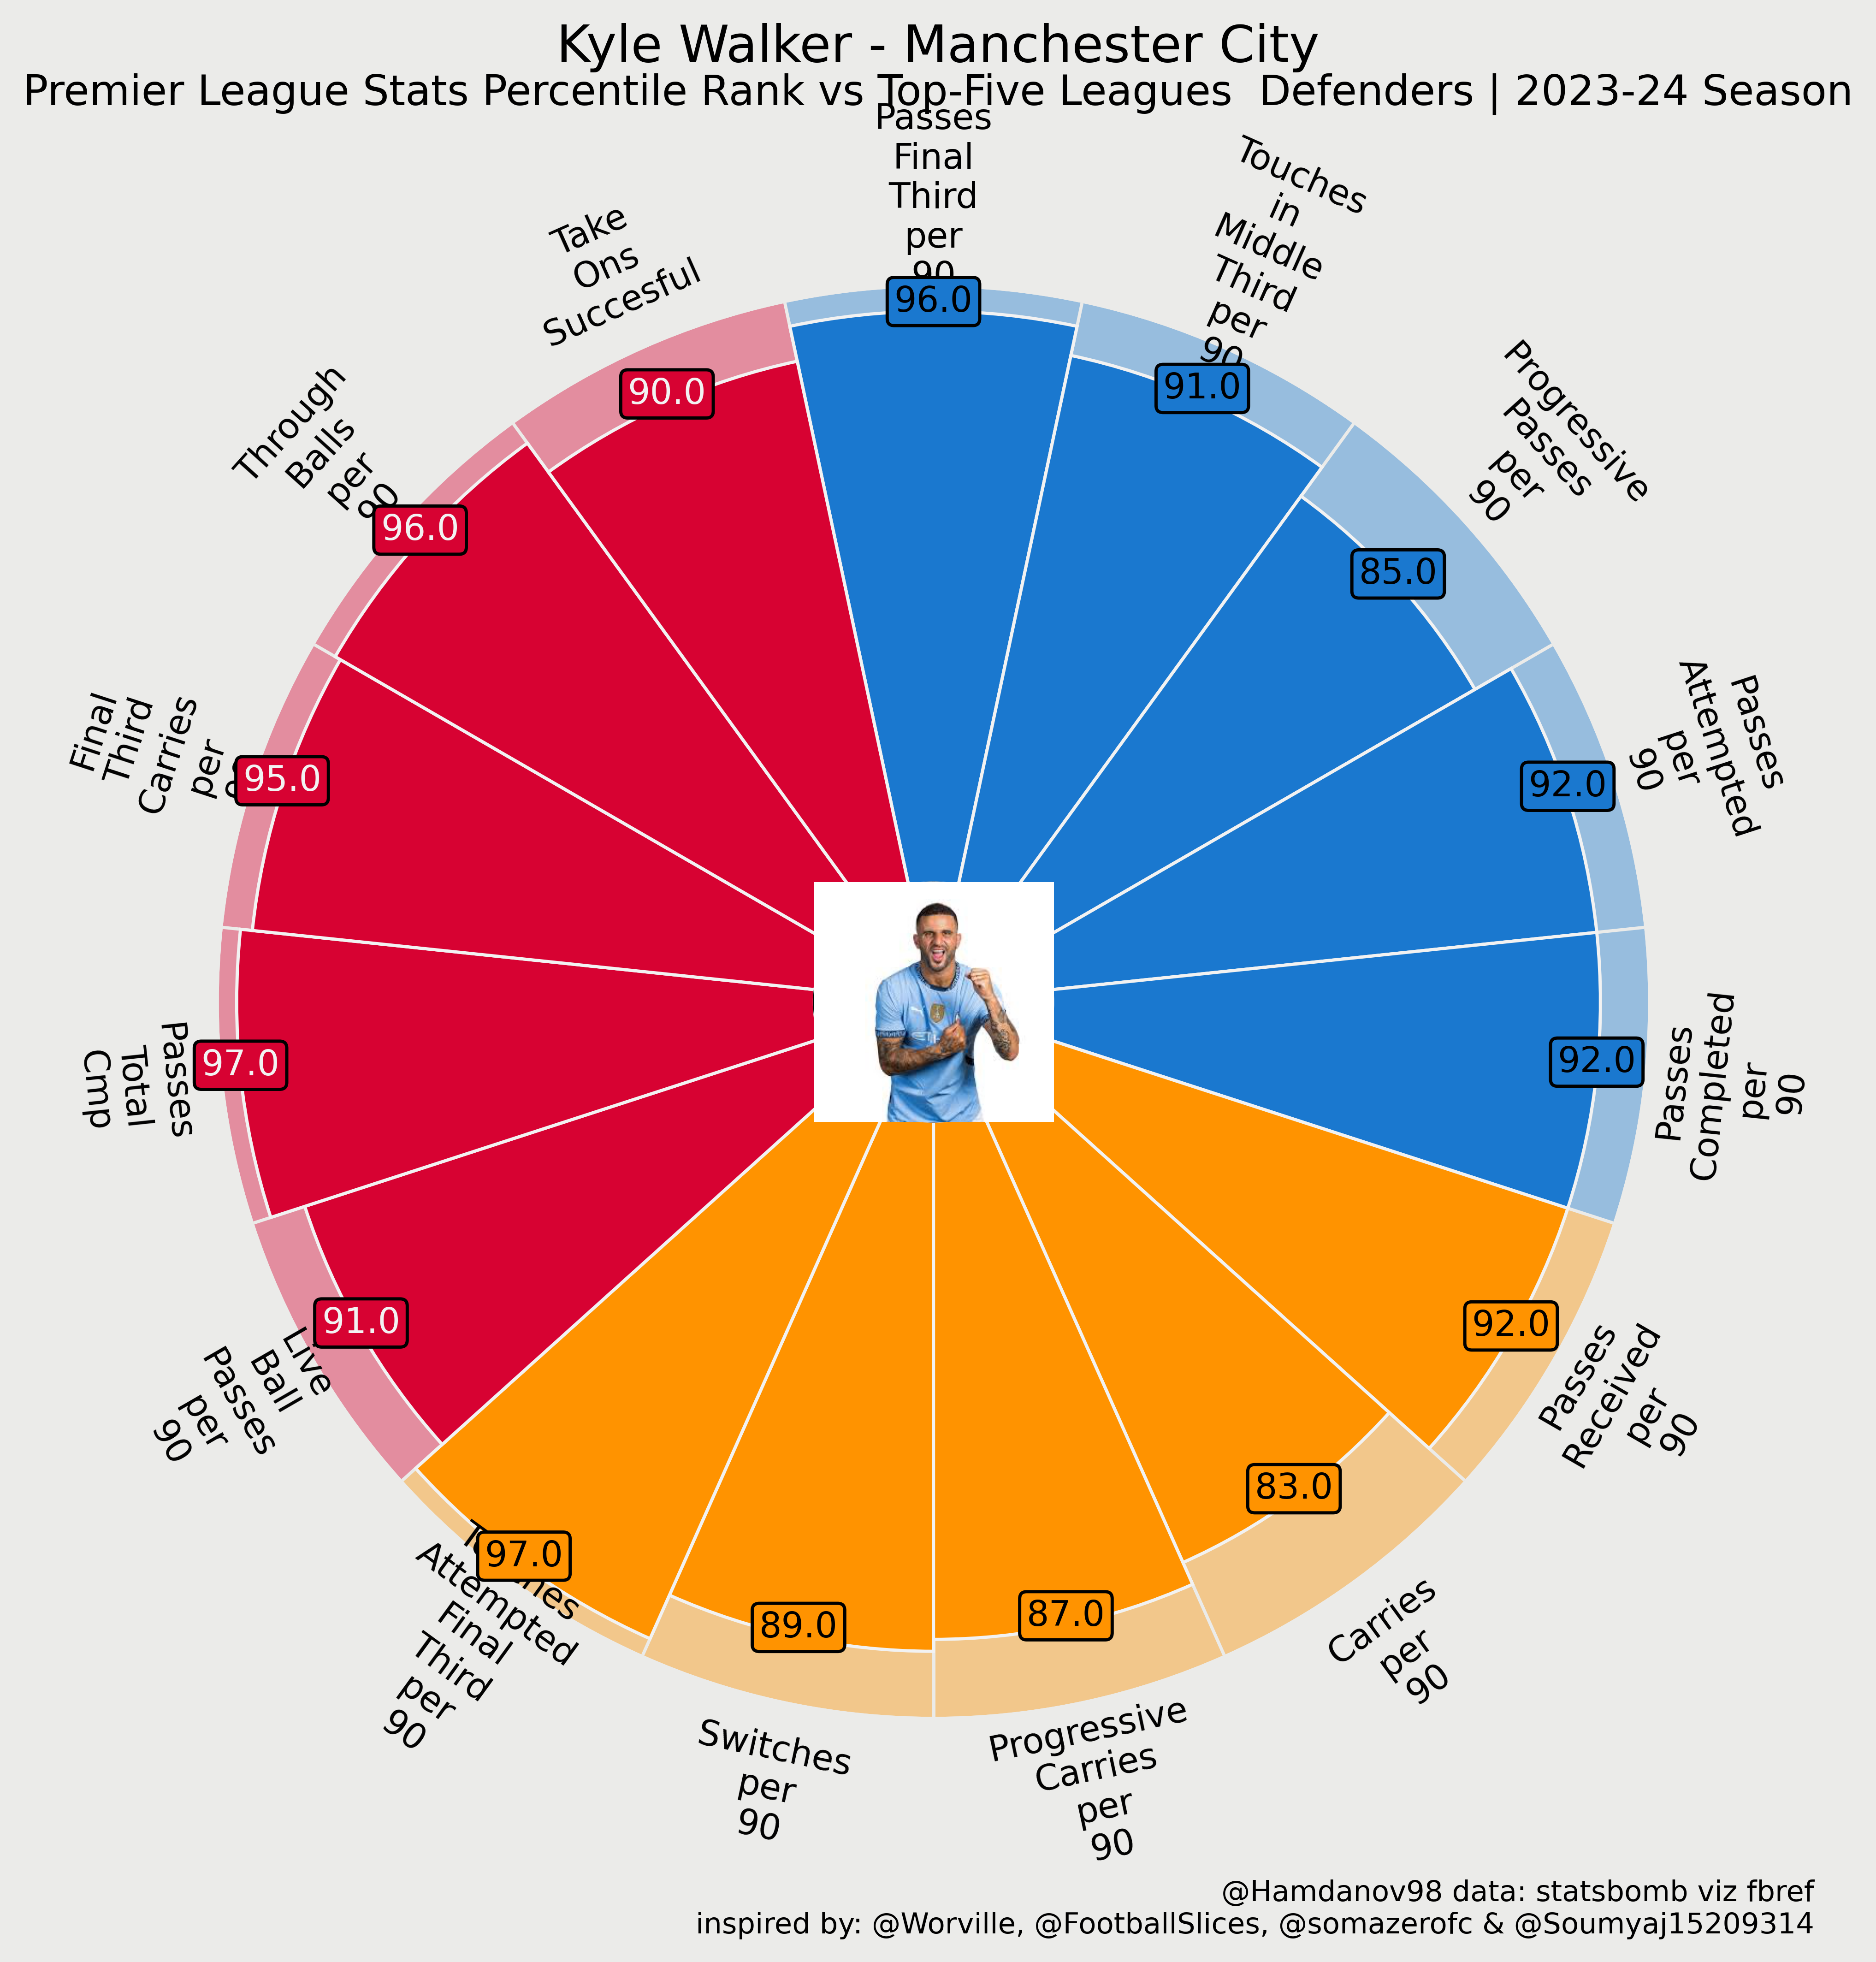 Kyle Walker - Manchester City
Premier League Stats Percentile Rank vs Top-Five Leagues  Defenders | 2023-24 Season
Passes
Final
Third
per
90
96.0
Touches
in
Middle
Third
per
90
91.0
Progressive
Passes
per
90
85.0
Passes
Attempted
per
90
92.0
Passes
Completed
per
90
92.0
Passes
Received
per
90
92.0
Carries
per
90
83.0
Progressive
Carries
per
90
87.0
Switches
per
90
89.0
Attempted
Final
Third
per
90
97.0
Live
Ball
Passes
per
90
91.0
Passes
Total
Cmp
97.0
Final
Third
Carries
per
95.0
Through
Balls
per
90
96.0
Take
Ons
Succesful
90.0
@Hamdanov98 data: statsbomb viz fbref
inspired by: @Worville, @FootballSlices, @somazerofc & @Soumyaj15209314